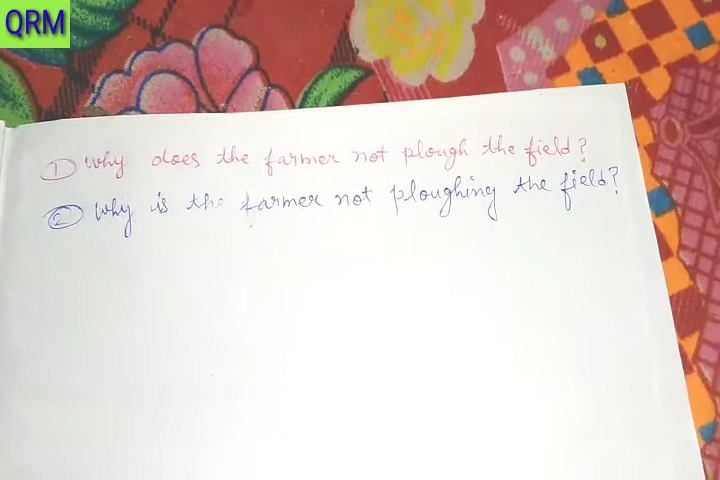 QRM
① Why does the farmer not plough the field?
② Why is the farmer not ploughing the field?